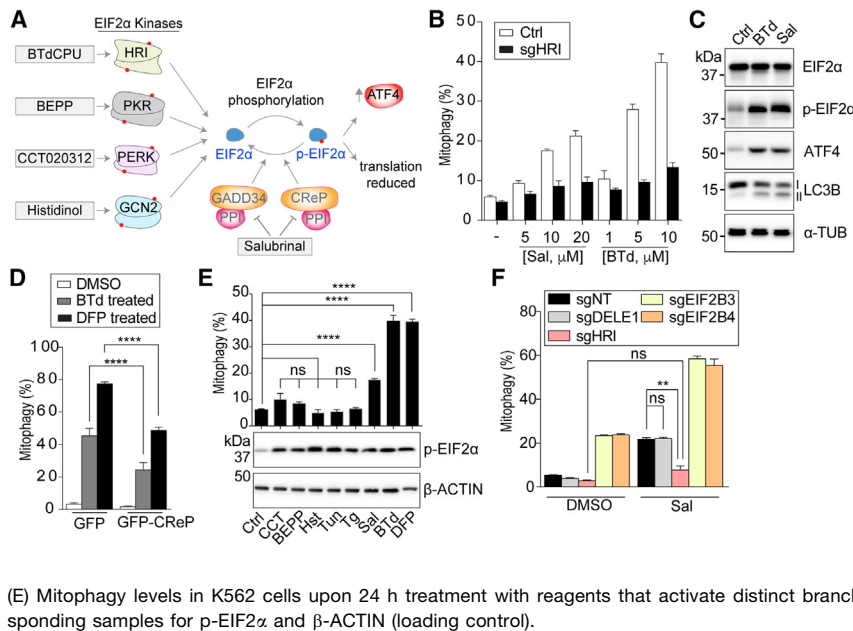 A
EIF2α Kinases
BTdCPU
HRI
BEPP
PKR
CCT020312
PERK
Histidinol
GCN2
EIF2α
phosphorylation
EIF2α
p-EIF2α
ATF4
translation
reduced
GADD34
PPI
CReP
PPI
Salubrinal
B
Ctrl
sgHRI
Mitophagy (%)
50
40
30
20
10
0
- 5 10 20 1 5 10
[Sal, μM] [BTd, μM]
C
Ctrl BTd Sal
kDa
37 EIF2α
37 p-EIF2α
50 ATF4
15 I LC3B
II
50 α-TUB
D
DMSO
BTd treated
DFP treated
Mitophagy (%)
100
80
60
40
20
0
****
****
GFP GFP-CReP
E
Mitophagy (%)
50
40
30
20
10
0
****
****
****
ns
kDa
37 p-EIF2α
50 β-ACTIN
Ctrl CCT BEPP Hst Tun Tg Sal BTd DFP
F
sgNT sgEIF2B3
sgDELE1 sgEIF2B4
sgHRI
Mitophagy (%)
80
60
40
20
0
ns
**
ns
DMSO Sal
(E) Mitophagy levels in K562 cells upon 24 h treatment with reagents that activate distinct branch
sponding samples for p-EIF2α and β-ACTIN (loading control).